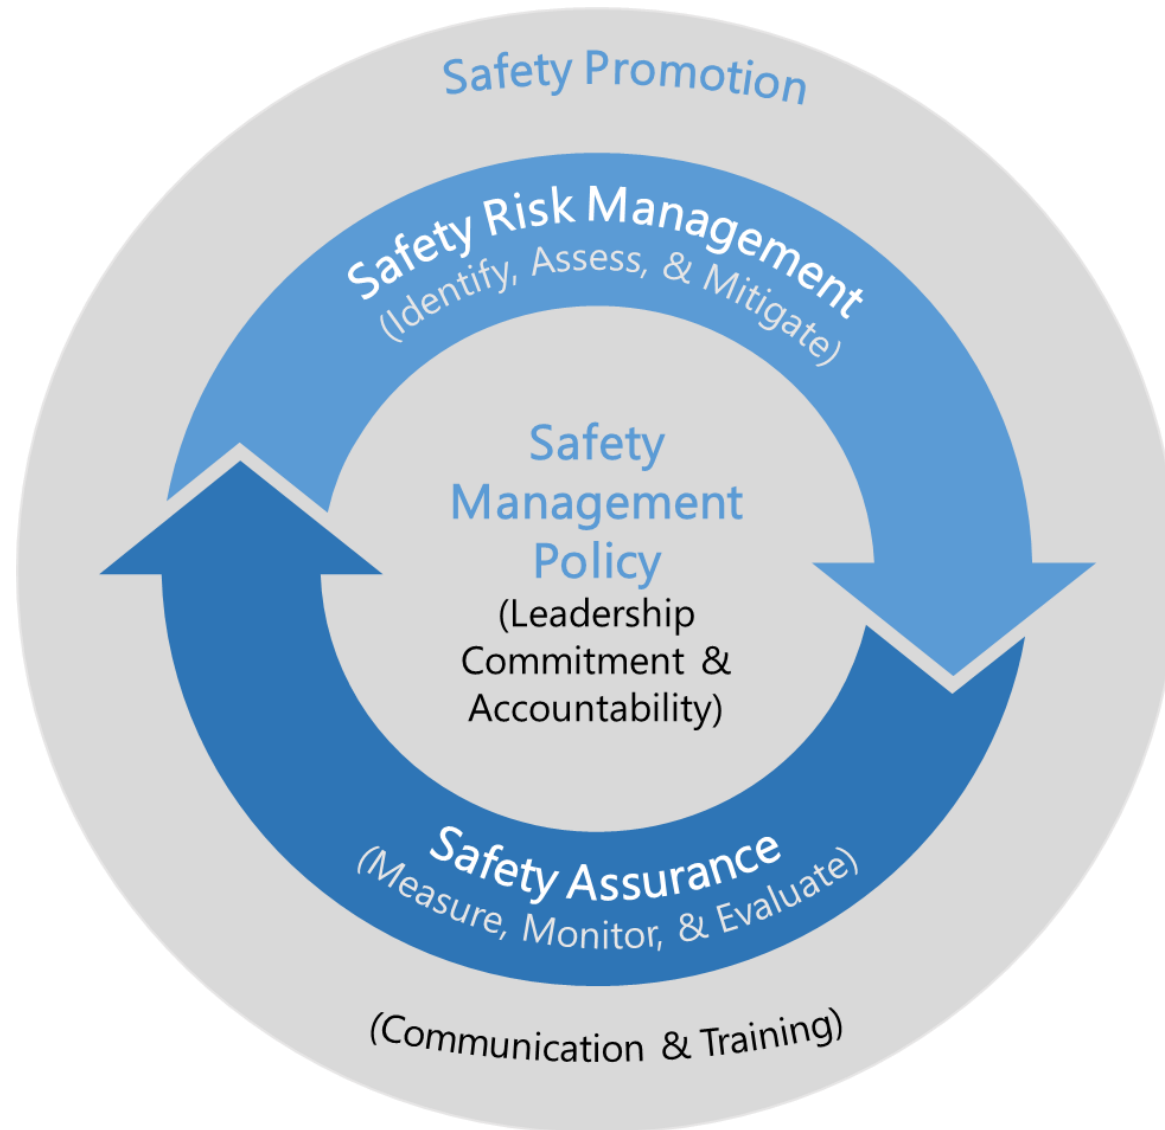 Safety Promotion
Safety Risk Management
(Identify, Assess, & Mitigate)
Safety
Management
Policy
(Leadership
Commitment &
Accountability)
Safety Assurance
(Measure, Monitor, & Evaluate)
(Communication & Training)